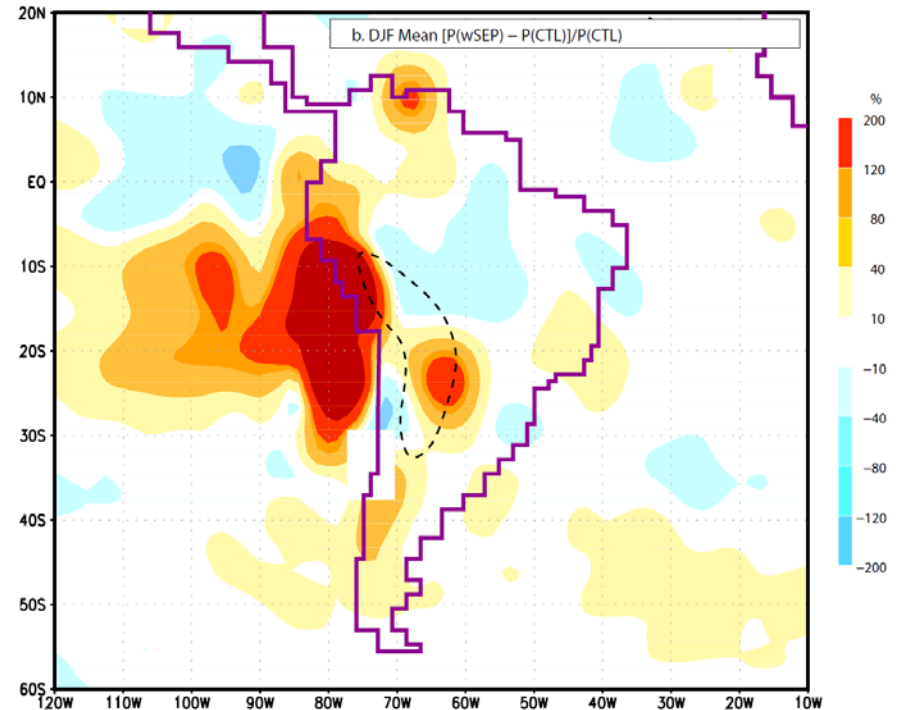 b. DJF Mean [P(wSEP) – P(CTL)]/P(CTL)
20N
10N
EQ
10S
20S
30S
40S
50S
60S
120W 110W 100W 90W 80W 70W 60W 50W 40W 30W 20W 10W
%
200
120
80
40
10
−10
−40
−80
−120
−200